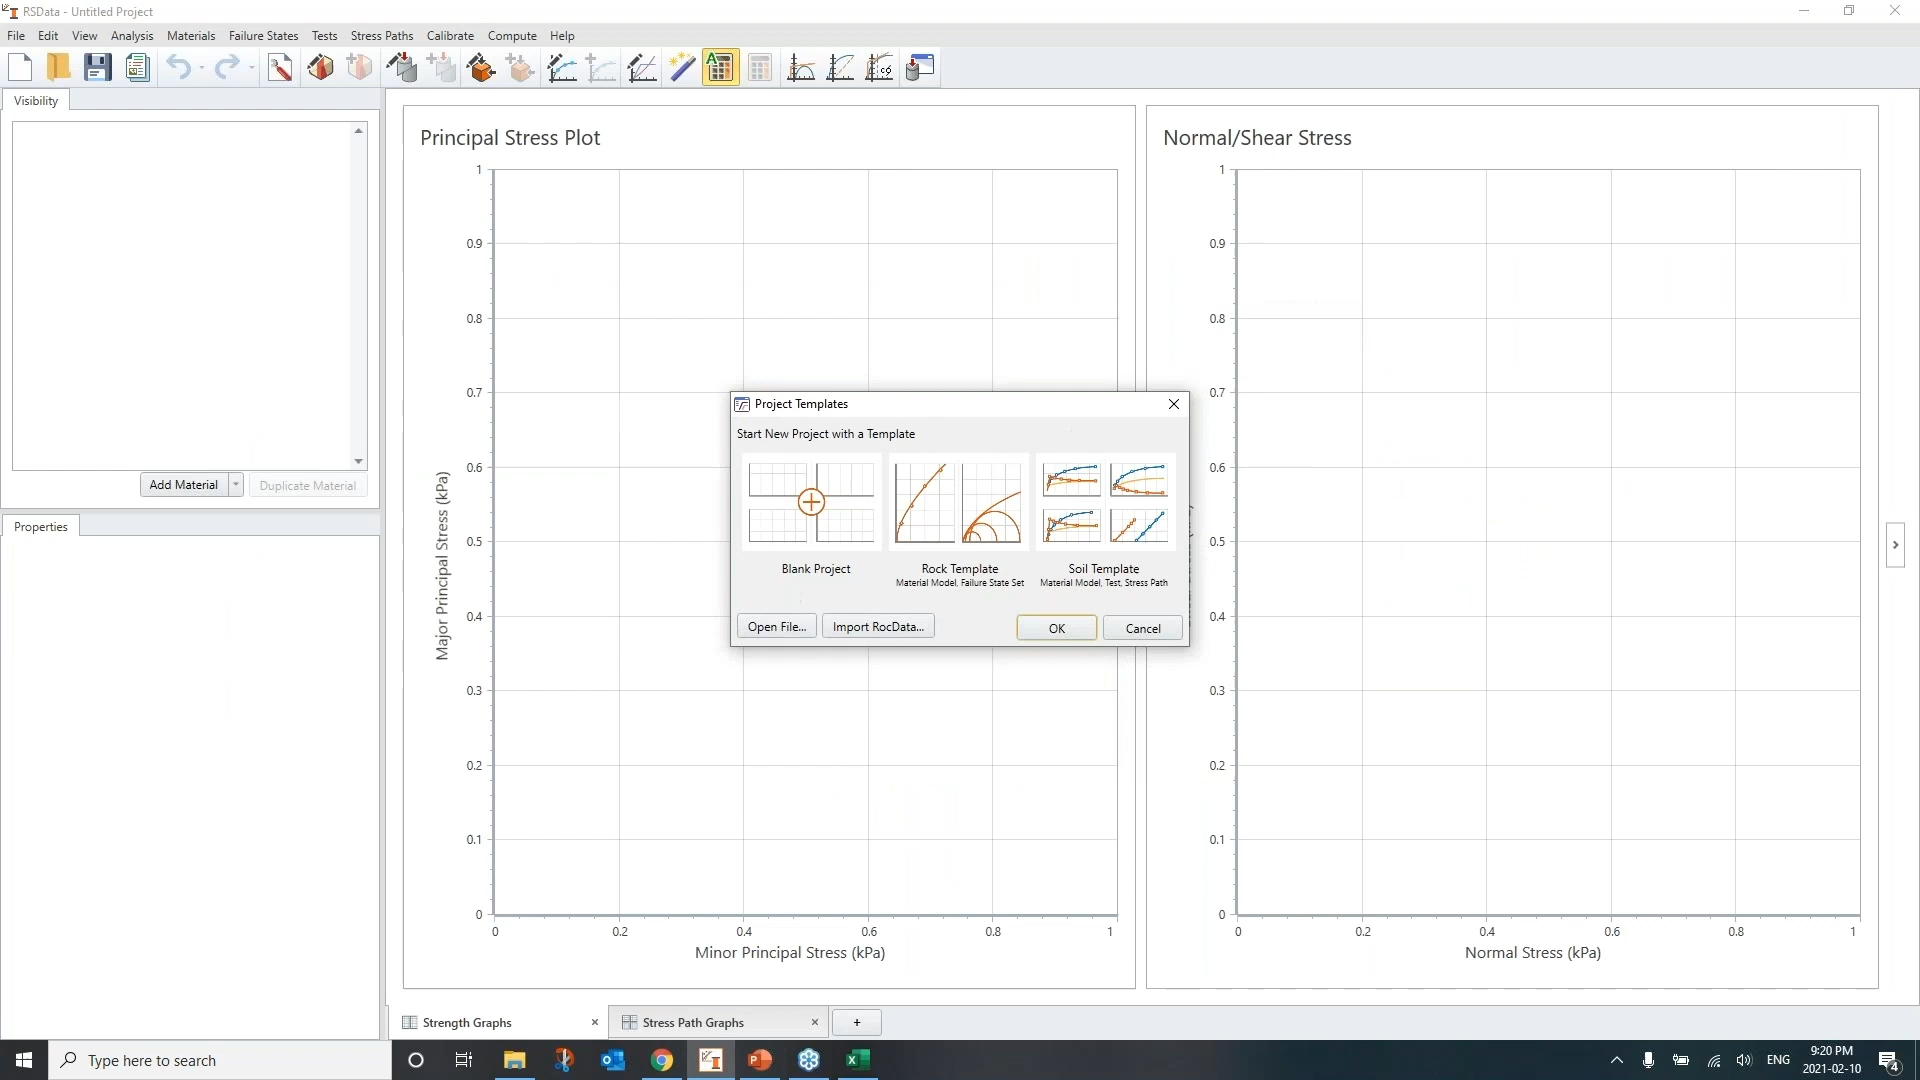 RSData - Untitled Project
File Edit View Analysis Materials Failure States Tests Stress Paths Calibrate Compute Help
Visibility
Add Material
Duplicate Material
Properties
Principal Stress Plot
1
0.9
0.8
0.7
0.6
0.5
0.4
0.3
0.2
0.1
0
Major Principal Stress (kPa)
0 0.2 0.4 0.6 0.8 1
Minor Principal Stress (kPa)
Normal/Shear Stress
1
0.9
0.8
0.7
0.6
0.5
0.4
0.3
0.2
0.1
0
0 0.2 0.4 0.6 0.8 1
Normal Stress (kPa)
Project Templates
Start New Project with a Template
Blank Project
Rock Template
Material Model, Failure State Set
Soil Template
Material Model, Test, Stress Path
Open File...
Import RocData...
OK
Cancel
Strength Graphs
Stress Path Graphs
Type here to search
ENG
9:20 PM
2021-02-10
4